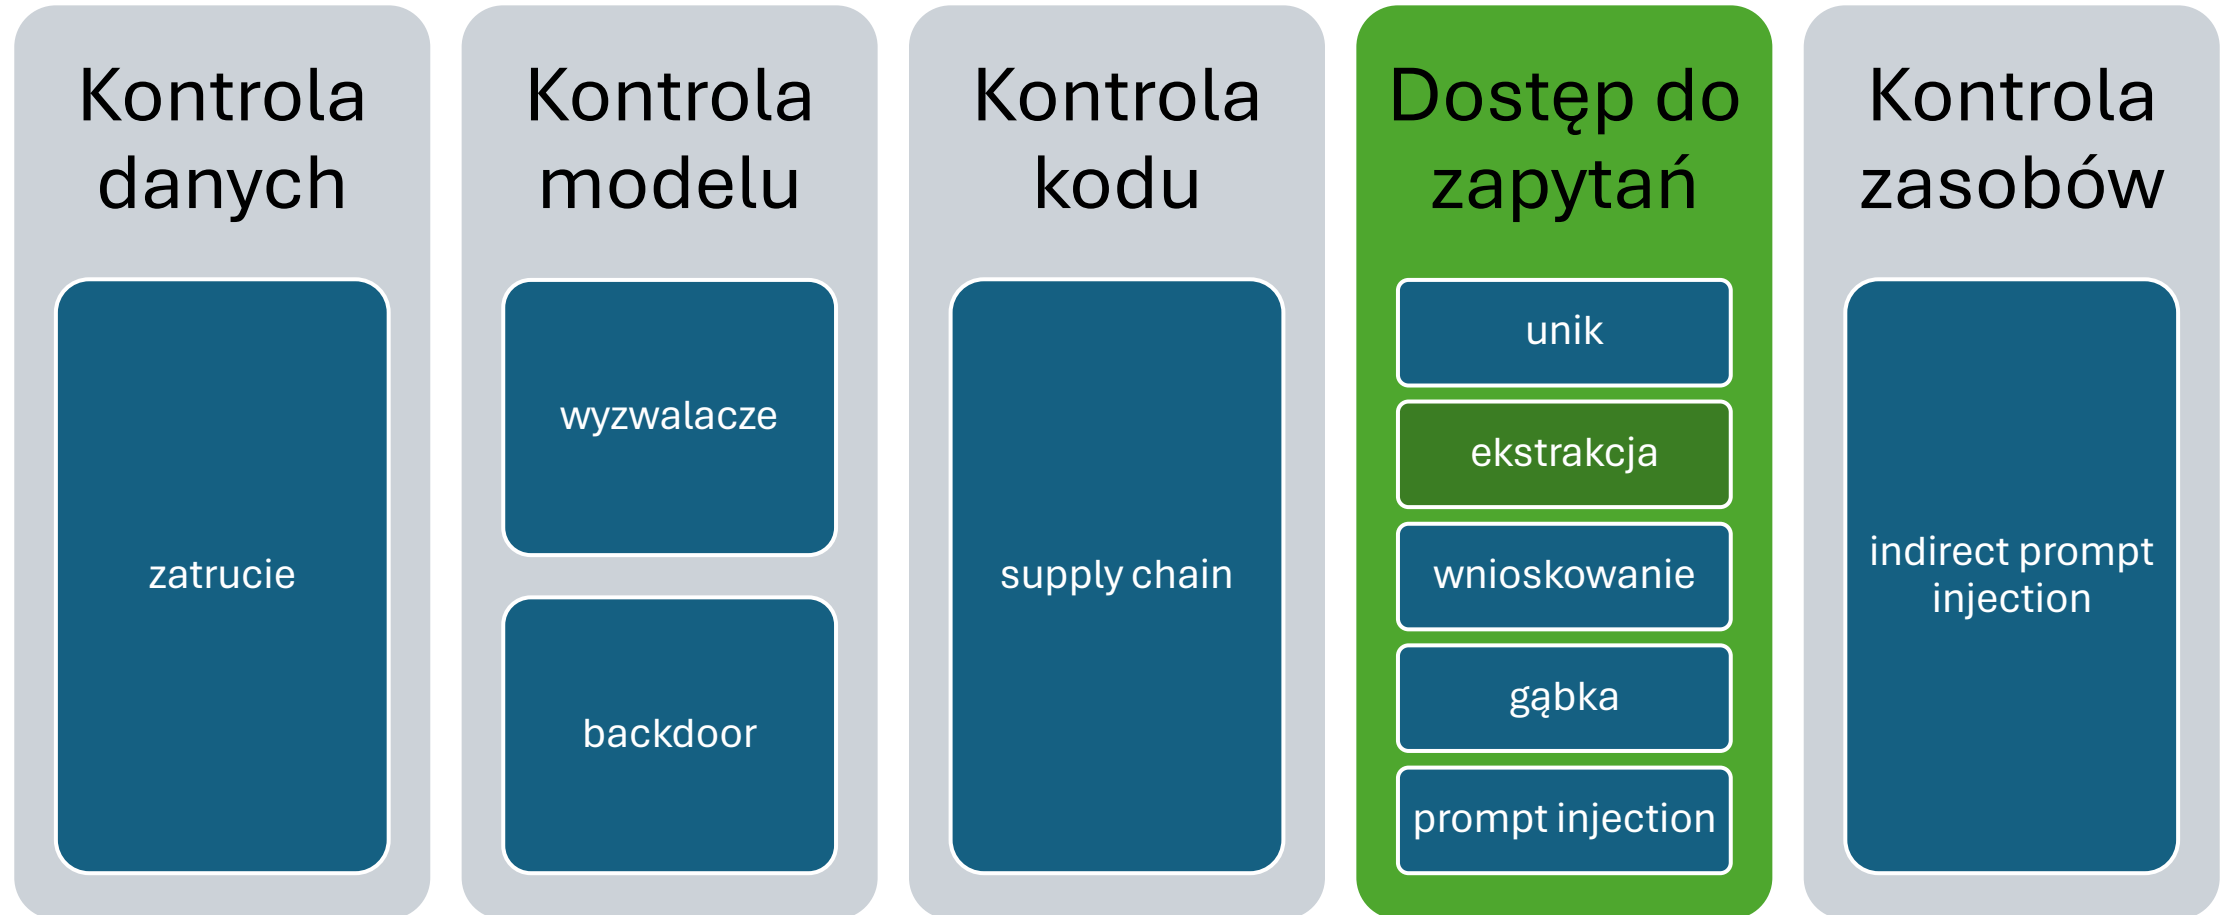 Kontrola
danych
zatrucie
Kontrola
modelu
wyzwalacze
backdoor
Kontrola
kodu
supply chain
Dostęp do
zapytań
unik
ekstrakcja
wnioskowanie
gąbka
prompt injection
Kontrola
zasobów
indirect prompt
injection